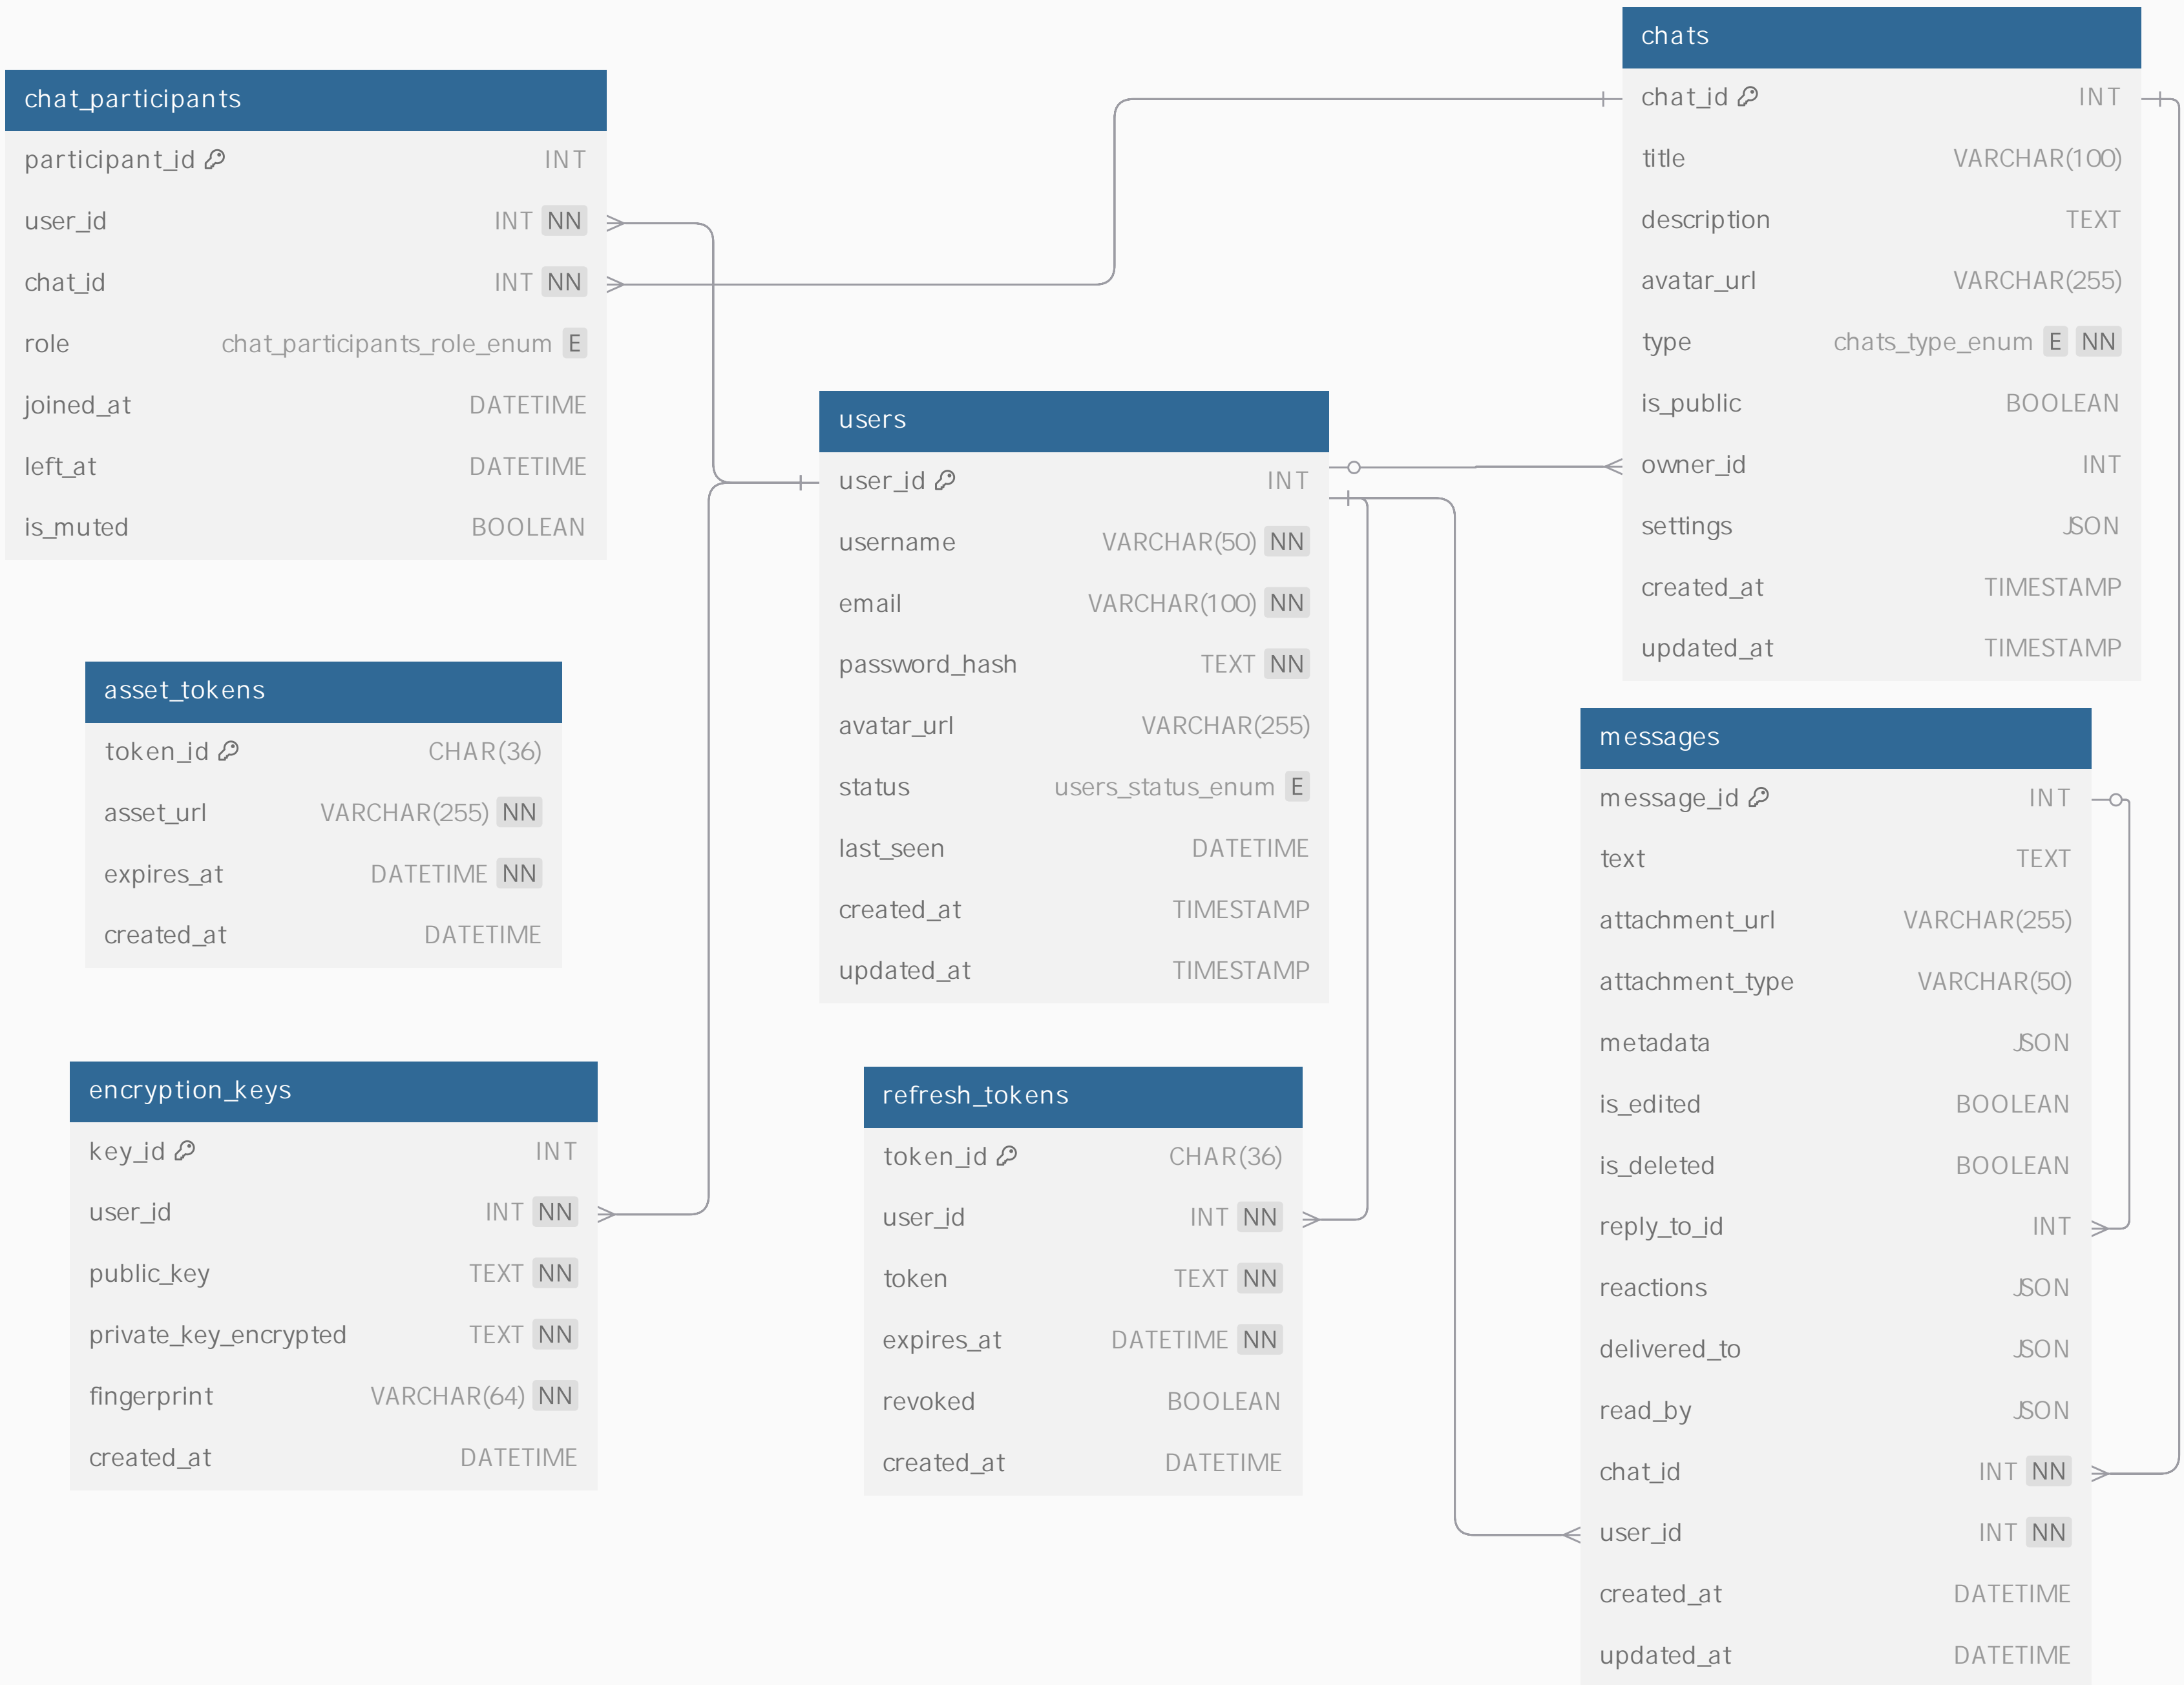 chat_participants
participant_id INT
user_id INT NN
chat_id INT NN
role chat_participants_role_enum E
joined_at DATETIME
left_at DATETIME
is_muted BOOLEAN
asset_tokens
token_id CHAR(36)
asset_url VARCHAR(255) NN
expires_at DATETIME NN
created_at DATETIME
encryption_keys
key_id INT
user_id INT NN
public_key TEXT NN
private_key_encrypted TEXT NN
fingerprint VARCHAR(64) NN
created_at DATETIME
users
user_id INT
username VARCHAR(50) NN
email VARCHAR(100) NN
password_hash TEXT NN
avatar_url VARCHAR(255)
status users_status_enum E
last_seen DATETIME
created_at TIMESTAMP
updated_at TIMESTAMP
refresh_tokens
token_id CHAR(36)
user_id INT NN
token TEXT NN
expires_at DATETIME NN
revoked BOOLEAN
created_at DATETIME
chats
chat_id INT
title VARCHAR(100)
description TEXT
avatar_url VARCHAR(255)
type chats_type_enum E NN
is_public BOOLEAN
owner_id INT
settings JSON
created_at TIMESTAMP
updated_at TIMESTAMP
messages
message_id INT
text TEXT
attachment_url VARCHAR(255)
attachment_type VARCHAR(50)
metadata JSON
is_edited BOOLEAN
is_deleted BOOLEAN
reply_to_id INT
reactions JSON
delivered_to JSON
read_by JSON
chat_id INT NN
user_id INT NN
created_at DATETIME
updated_at DATETIME